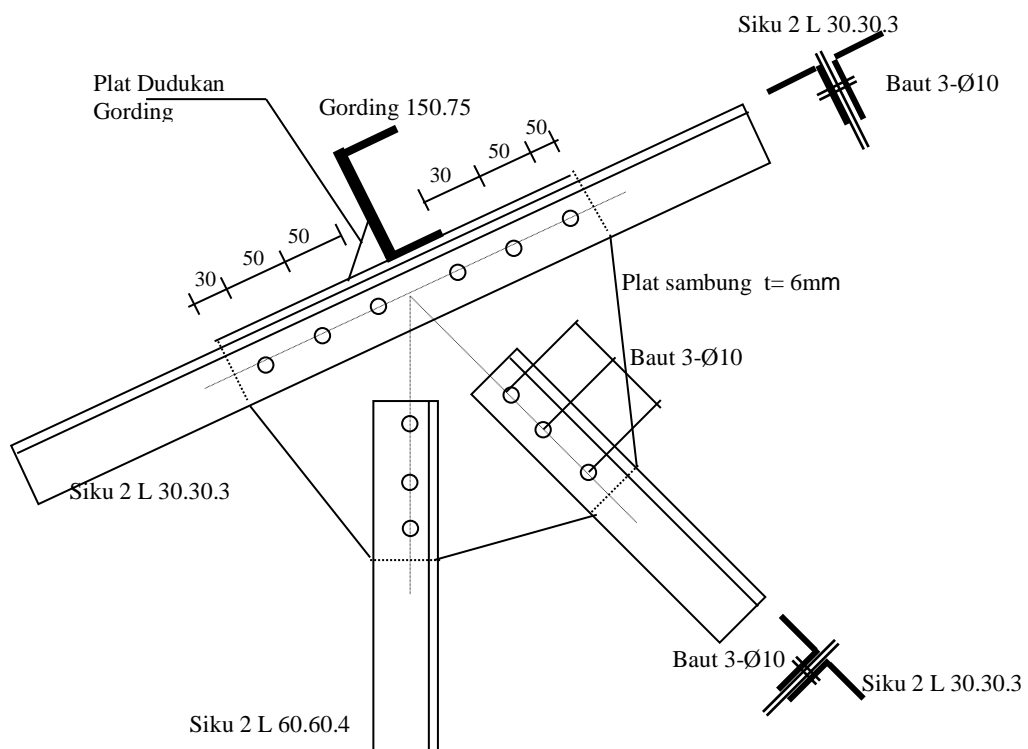 Siku 2 L 30.30.3
Plat Dudukan
Gording
Baut 3-Ø10
Gording 150.75
50
50
30
50
50
30
Plat sambung t= 6mm
Baut 3-Ø10
Siku 2 L 30.30.3
Baut 3-Ø10
Siku 2 L 30.30.3
Siku 2 L 60.60.4